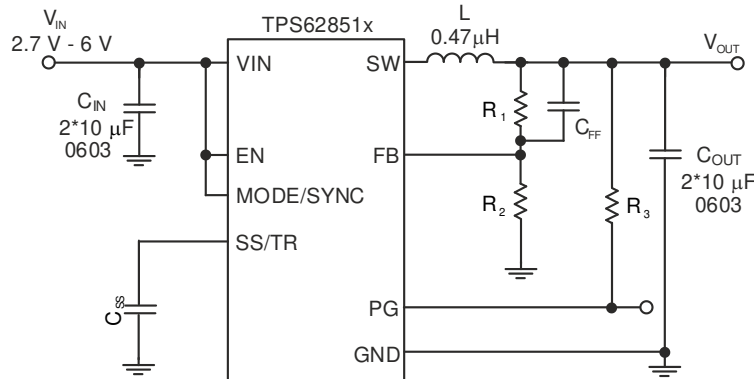 TPS62851x
V_IN
2.7 V - 6 V
VIN
SW
L
0.47µH
V_OUT
C_IN
2*10 µF
0603
R_1
C_FF
EN
FB
C_OUT
2*10 µF
0603
MODE/SYNC
R_2
R_3
SS/TR
C_SS
PG
GND